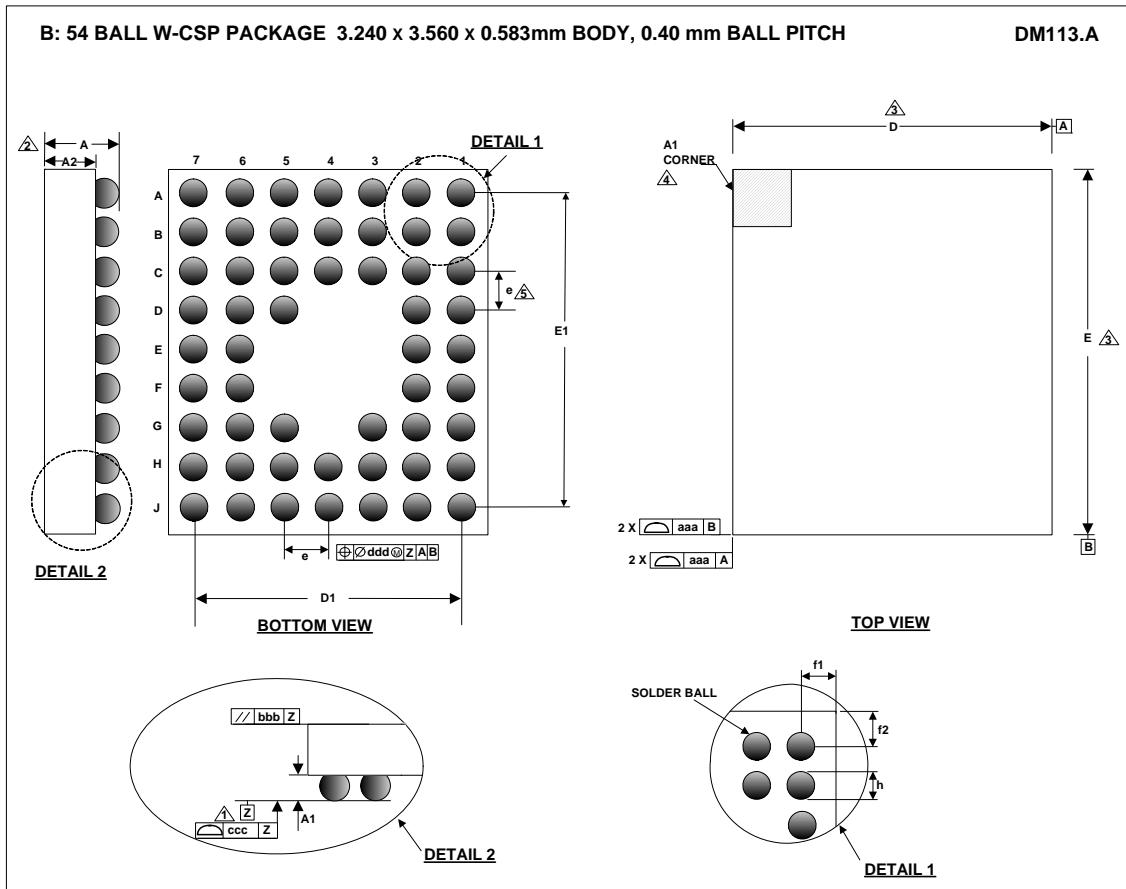 B: 54 BALL W-CSP PACKAGE 3.240 x 3.560 x 0.583mm BODY, 0.40 mm BALL PITCH DM113.A
2 A
A2
DETAIL 1
7 6 5 4 3 2 1
A
B
C
D
E
F
G
H
J
e 5
E1
e
⌀ ddd Ⓜ Z A B
D1
DETAIL 2
BOTTOM VIEW
3
D
A
A1
CORNER
4
E 3
2 X aaa B
2 X aaa A
B
TOP VIEW
// bbb Z
1 Z
ccc Z
A1
DETAIL 2
f1
SOLDER BALL
f2
h
DETAIL 1